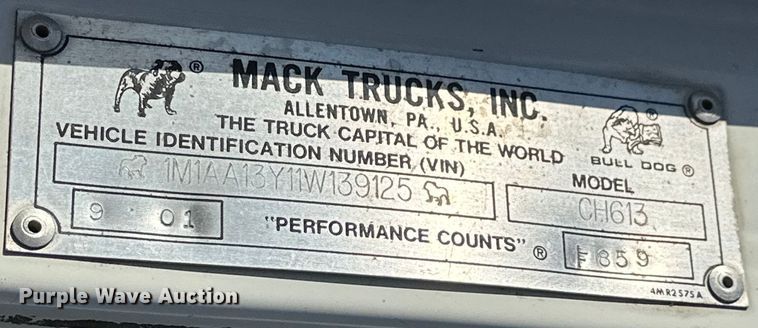 MACK TRUCKS, INC.
ALLENTOWN, PA., U.S.A.
THE TRUCK CAPITAL OF THE WORLD
BULL DOG ®
VEHICLE IDENTIFICATION NUMBER (VIN)
MODEL
1M1AA13Y11W139125
CH613
9 01
"PERFORMANCE COUNTS" ®
859
4MR2575A
Purple Wave Auction